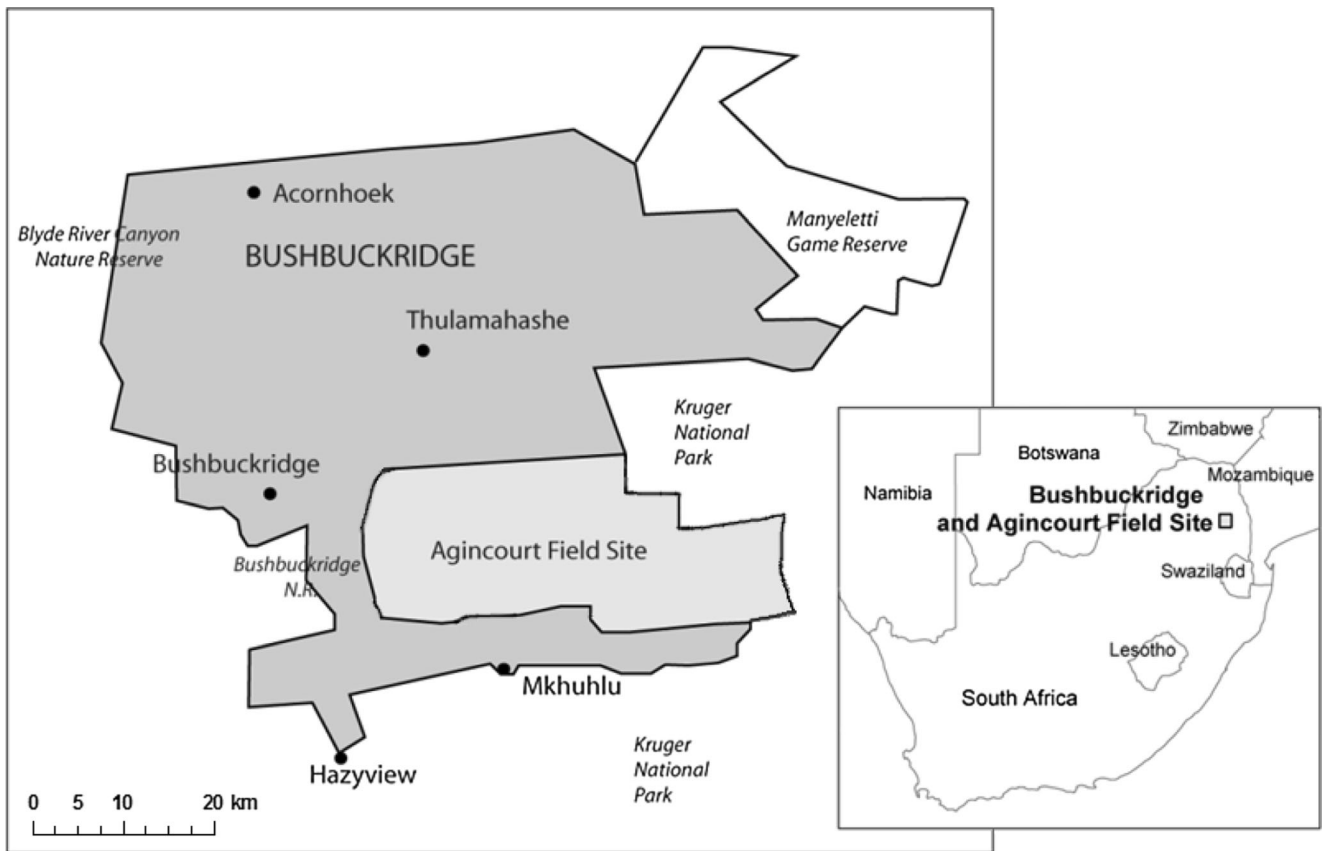 Acornhoek
Blyde River Canyon
Nature Reserve
BUSHBUCKRIDGE
Manyeletti
Game Reserve
Thulamahashe
Kruger
National
Park
Bushbuckridge
Agincourt Field Site
Bushbuckridge
N.R.
Mkhuhlu
Hazyview
Kruger
National
Park
0 5 10 20 km
Zimbabwe
Botswana
Mozambique
Namibia
Bushbuckridge
and Agincourt Field Site
Swaziland
Lesotho
South Africa